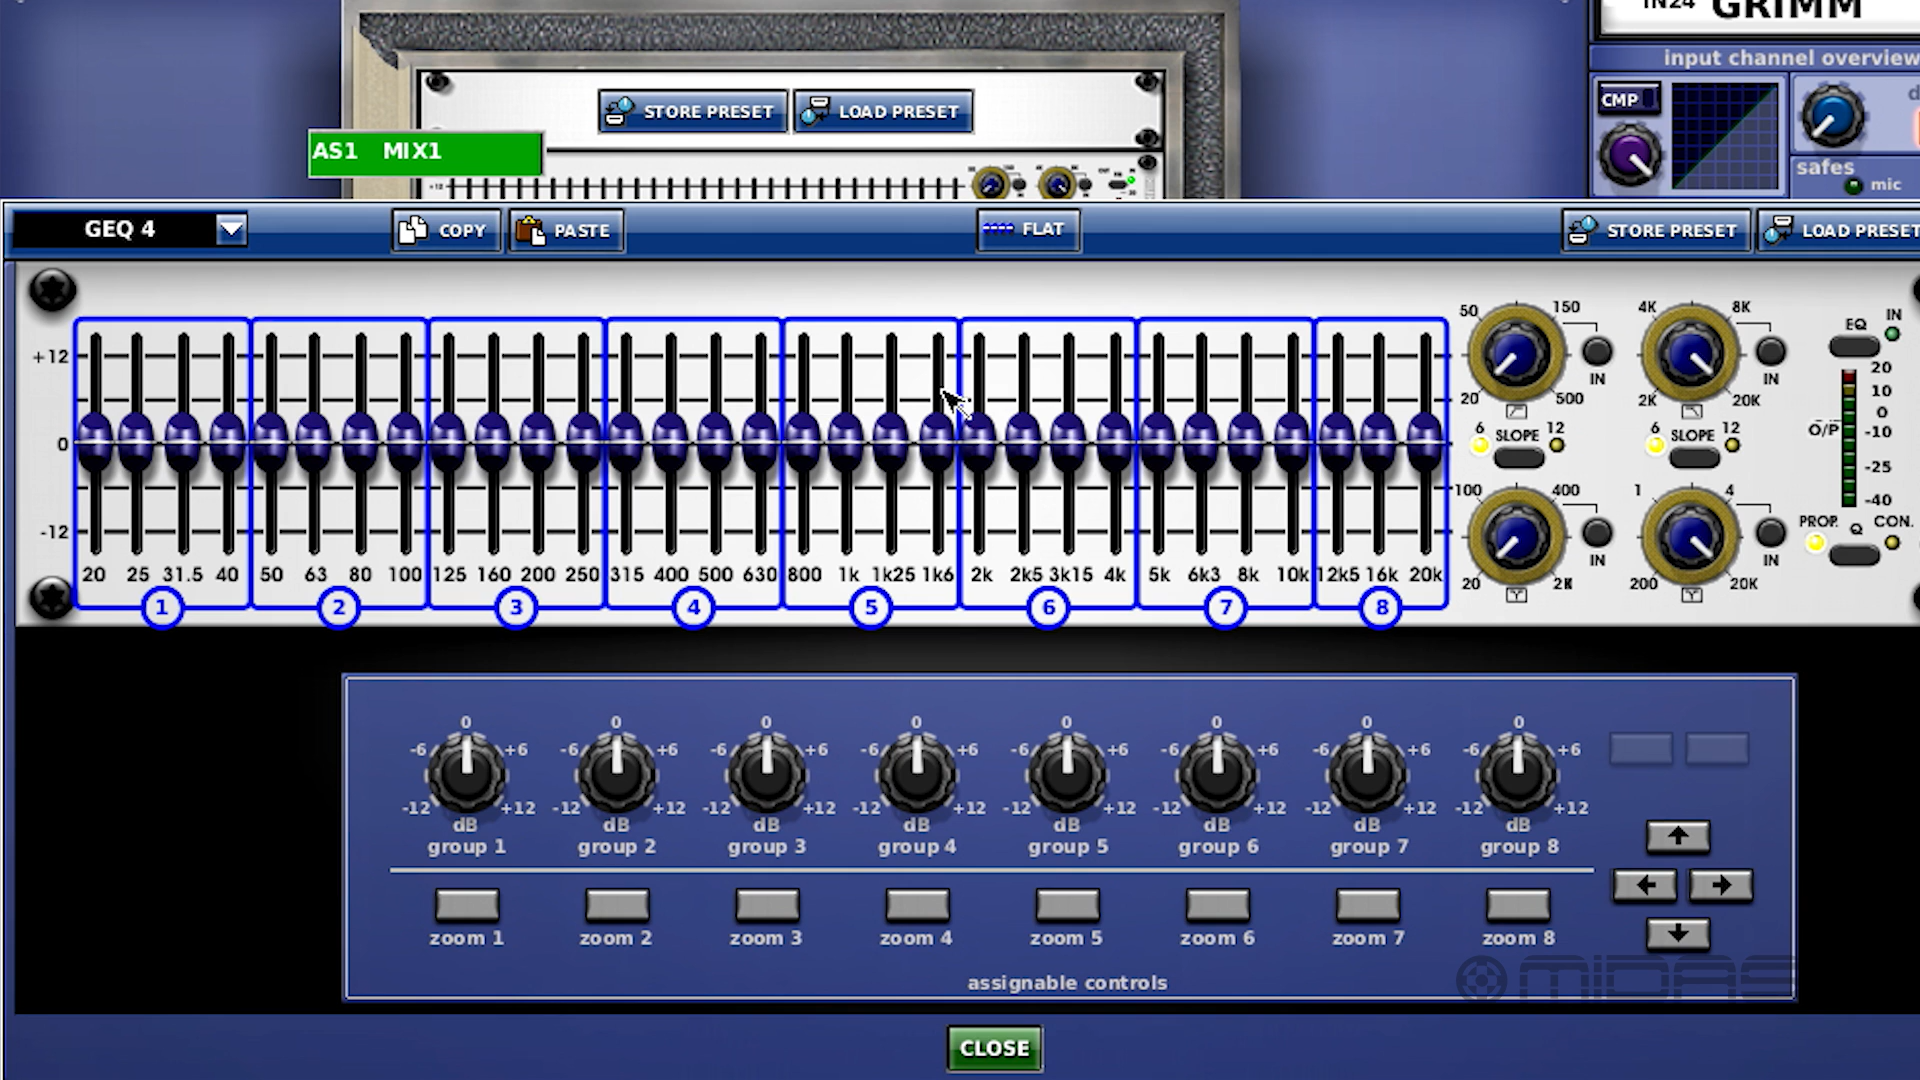 IN24 GRIMM
input channel overview
STORE PRESET LOAD PRESET
CMP
AS1 MIX1
safes
mic
GEQ 4 COPY PASTE FLAT STORE PRESET LOAD PRESET
50 150 4K 8K IN
EQ
+12 IN IN 20
20 500 2K 20K 10
0
0 6 SLOPE 12 6 SLOPE 12 O/P -10
-25
100 400 1 4 -40
-12 IN IN PROP. Q CON.
20 25 31.5 40 50 63 80 100 125 160 200 250 315 400 500 630 800 1k 1k25 1k6 2k 2k5 3k15 4k 5k 6k3 8k 10k 12k5 16k 20k 20 2K 200 20K
1 2 3 4 5 6 7 8
0 0 0 0 0 0 0 0
-6 +6 -6 +6 -6 +6 -6 +6 -6 +6 -6 +6 -6 +6 -6 +6
-12 +12 -12 +12 -12 +12 -12 +12 -12 +12 -12 +12 -12 +12 -12 +12
dB dB dB dB dB dB dB dB
group 1 group 2 group 3 group 4 group 5 group 6 group 7 group 8
zoom 1 zoom 2 zoom 3 zoom 4 zoom 5 zoom 6 zoom 7 zoom 8
assignable controls
MIDAS
CLOSE